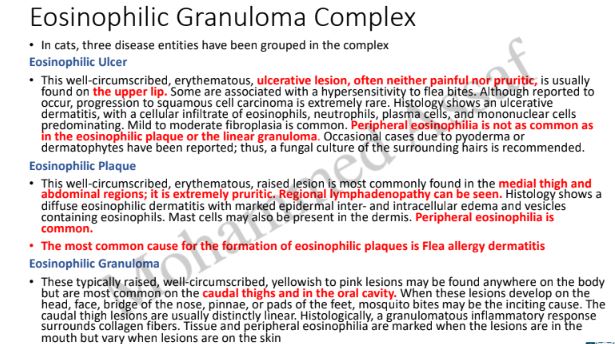 Eosinophilic Granuloma Complex
• In cats, three disease entities have been grouped in the complex
Eosinophilic Ulcer
• This well-circumscribed, erythematous, ulcerative lesion, often neither painful nor pruritic, is usually
found on the upper lip. Some are associated with a hypersensitivity to flea bites. Although reported to
occur, progression to squamous cell carcinoma is extremely rare. Histology shows an ulcerative
dermatitis, with a cellular infiltrate of eosinophils, neutrophils, plasma cells, and mononuclear cells
predominating. Mild to moderate fibroplasia is common. Peripheral eosinophilia is not as common as
in the eosinophilic plaque or the linear granuloma. Occasional cases due to pyoderma or
dermatophytes have been reported; thus, a fungal culture of the surrounding hairs is recommended.
Eosinophilic Plaque
• This well-circumscribed, erythematous, raised lesion is most commonly found in the medial thigh and
abdominal regions; it is extremely pruritic. Regional lymphadenopathy can be seen. Histology shows a
diffuse eosinophilic dermatitis with marked epidermal inter- and intracellular edema and vesicles
containing eosinophils. Mast cells may also be present in the dermis. Peripheral eosinophilia is
common.
• The most common cause for the formation of eosinophilic plaques is Flea allergy dermatitis
Eosinophilic Granuloma
• These typically raised, well-circumscribed, yellowish to pink lesions may be found anywhere on the body
but are most common on the caudal thighs and in the oral cavity. When these lesions develop on the
head, face, bridge of the nose, pinnae, or pads of the feet, mosquito bites may be the inciting cause. The
caudal thigh lesions are usually distinctly linear. Histologically, a granulomatous inflammatory response
surrounds collagen fibers. Tissue and peripheral eosinophilia are marked when the lesions are in the
mouth but vary when lesions are on the skin